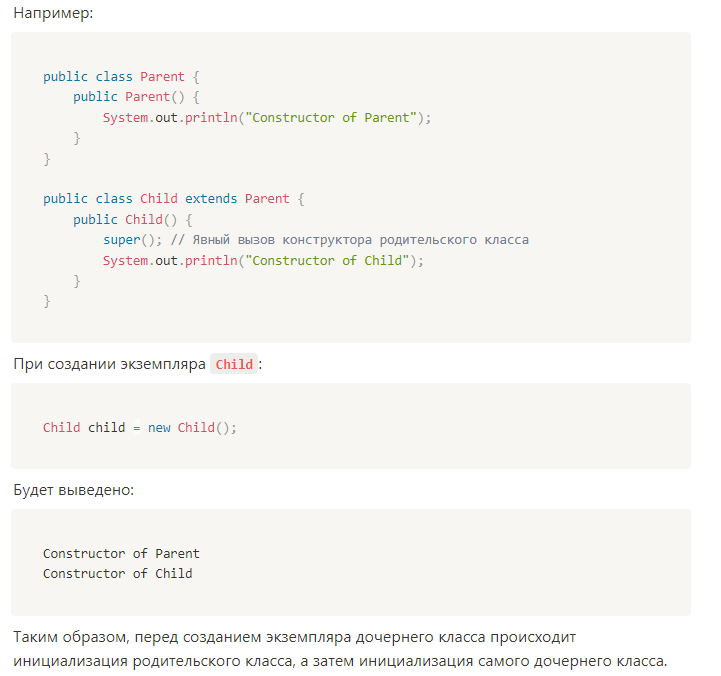 Например:
public class Parent {
    public Parent() {
        System.out.println("Constructor of Parent");
    }
}
public class Child extends Parent {
    public Child() {
        super(); // Явный вызов конструктора родительского класса
        System.out.println("Constructor of Child");
    }
}
При создании экземпляра Child:
Child child = new Child();
Будет выведено:
Constructor of Parent
Constructor of Child
Таким образом, перед созданием экземпляра дочернего класса происходит
инициализация родительского класса, а затем инициализация самого дочернего класса.